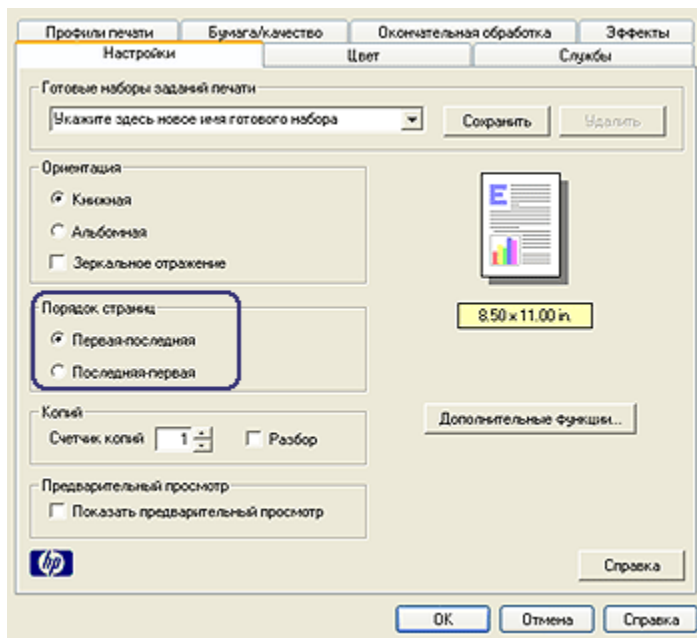 Профили печати Бумага/качество Окончательная обработка Эффекты
Настройки Цвет Службы
Готовые наборы заданий печати
Укажите здесь новое имя готового набора Сохранить Удалить
Ориентация
Книжная
Альбомная
Зеркальное отражение
Порядок страниц
Первая-последняя
Последняя-первая
8.50 x 11.00 in.
Копий
Счетчик копий 1 Разбор
Дополнительные функции...
Предварительный просмотр
Показать предварительный просмотр
hp
Справка
OK Отмена Справка